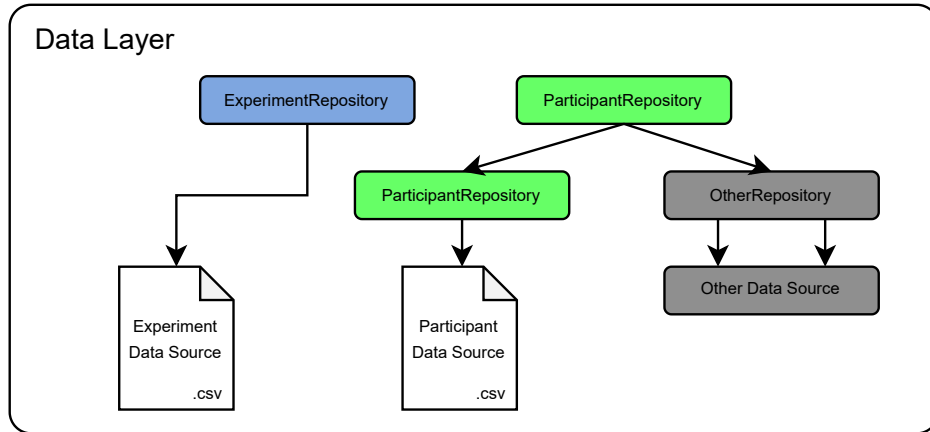 Data Layer
ExperimentRepository
ParticipantRepository
ParticipantRepository
OtherRepository
Experiment
Data Source
.csv
Participant
Data Source
.csv
Other Data Source